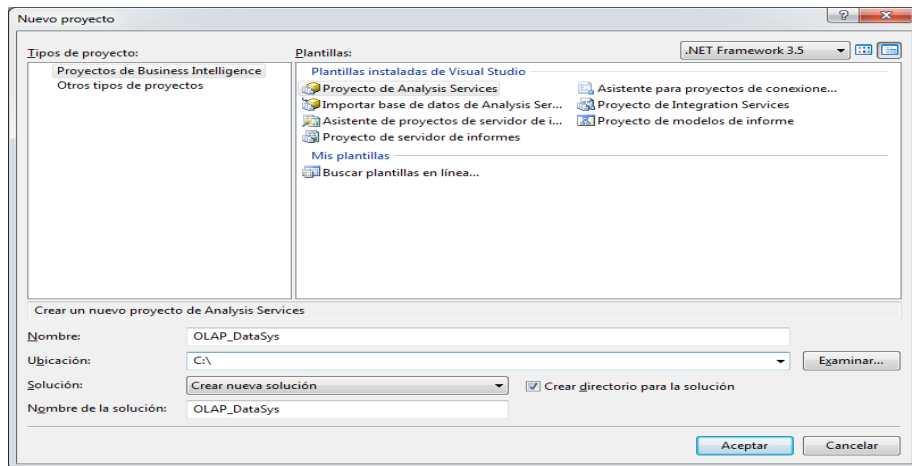 Nuevo proyecto
Tipos de proyecto:
Plantillas:
.NET Framework 3.5
Proyectos de Business Intelligence
Otros tipos de proyectos
Plantillas instaladas de Visual Studio
Proyecto de Analysis Services
Asistente para proyectos de conexione...
Importar base de datos de Analysis Ser...
Proyecto de Integration Services
Asistente de proyectos de servidor de i...
Proyecto de modelos de informe
Proyecto de servidor de informes
Mis plantillas
Buscar plantillas en línea...
Crear un nuevo proyecto de Analysis Services
Nombre:
OLAP_DataSys
Ubicación:
C:\
Examinar...
Solución:
Crear nueva solución
Crear directorio para la solución
Nombre de la solución:
OLAP_DataSys
Aceptar
Cancelar